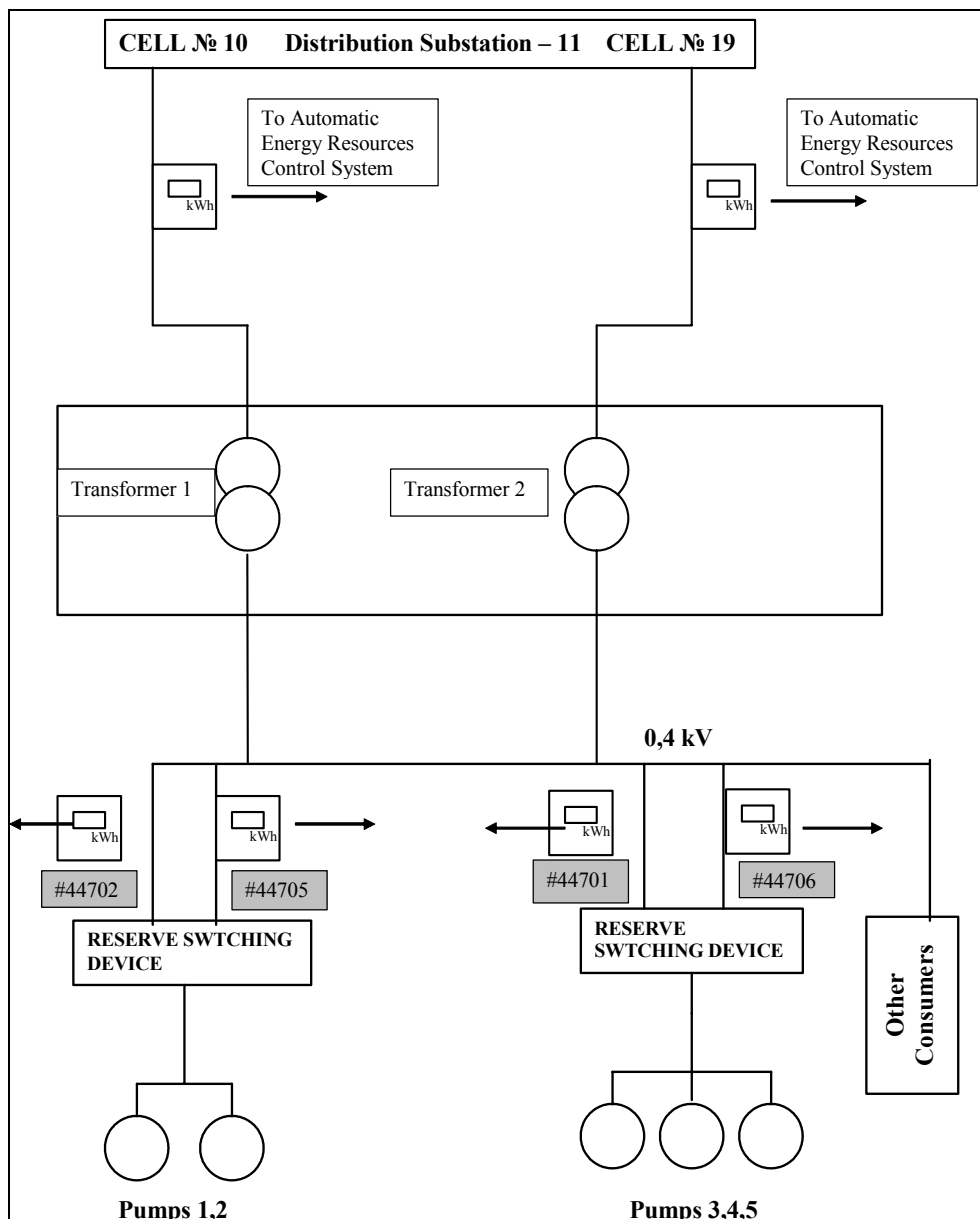 CELL № 10 Distribution Substation – 11 CELL № 19
To Automatic
Energy Resources
Control System
To Automatic
Energy Resources
Control System
kWh
kWh
Transformer 1
Transformer 2
0,4 kV
kWh
kWh
kWh
kWh
#44702
#44705
#44701
#44706
RESERVE SWTCHING
DEVICE
RESERVE
SWTCHING DEVICE
Other
Consumers
Pumps 1,2
Pumps 3,4,5